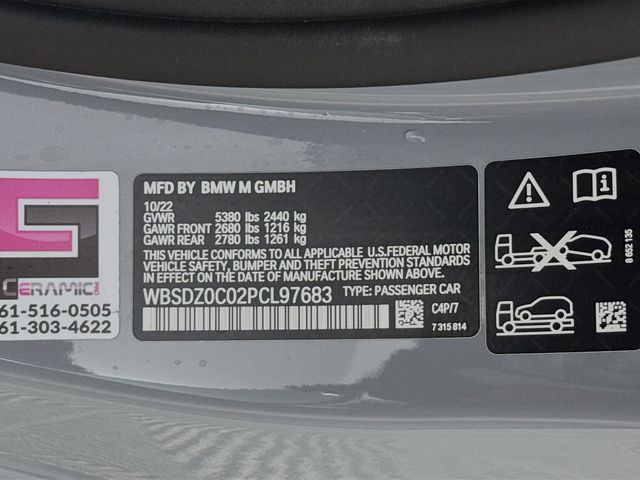 MFD BY BMW M GMBH
10/22
GVWR 5380 lbs 2440 kg
GAWR FRONT 2680 lbs 1216 kg
GAWR REAR 2780 lbs 1261 kg
THIS VEHICLE CONFORMS TO ALL APPLICABLE U.S.FEDERAL MOTOR
VEHICLE SAFETY, BUMPER, AND THEFT PREVENTION STANDARDS
IN EFFECT ON THE DATE OF MANUFACTURE SHOWN ABOVE.
WBSDZ0C02PCL97683 TYPE: PASSENGER CAR
C4P/7
7 315 814
8 652 135
CERAMIC PRO
61-516-0505
61-303-4622